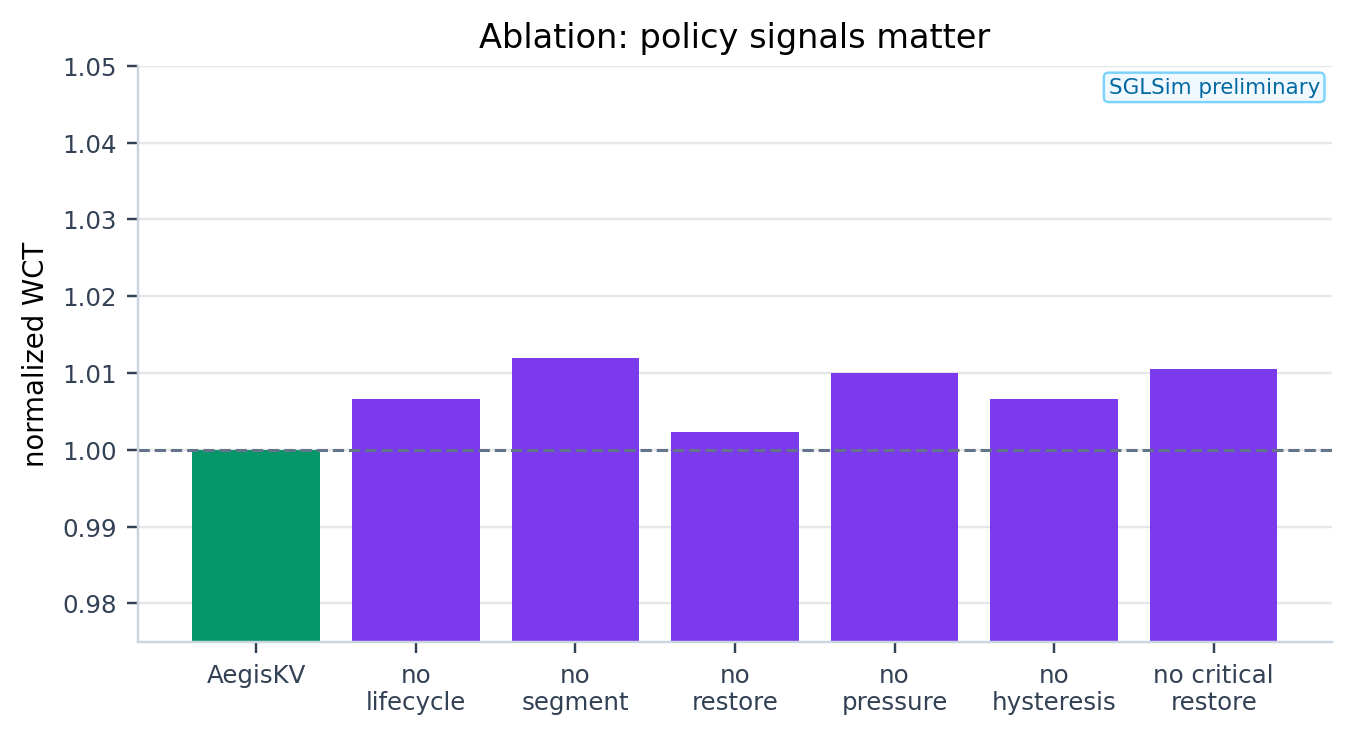 Ablation: policy signals matter
SGLSim preliminary
normalized WCT
1.05
1.04
1.03
1.02
1.01
1.00
0.99
0.98
AegisKV
no
lifecycle
no
segment
no
restore
no
pressure
no
hysteresis
no critical
restore